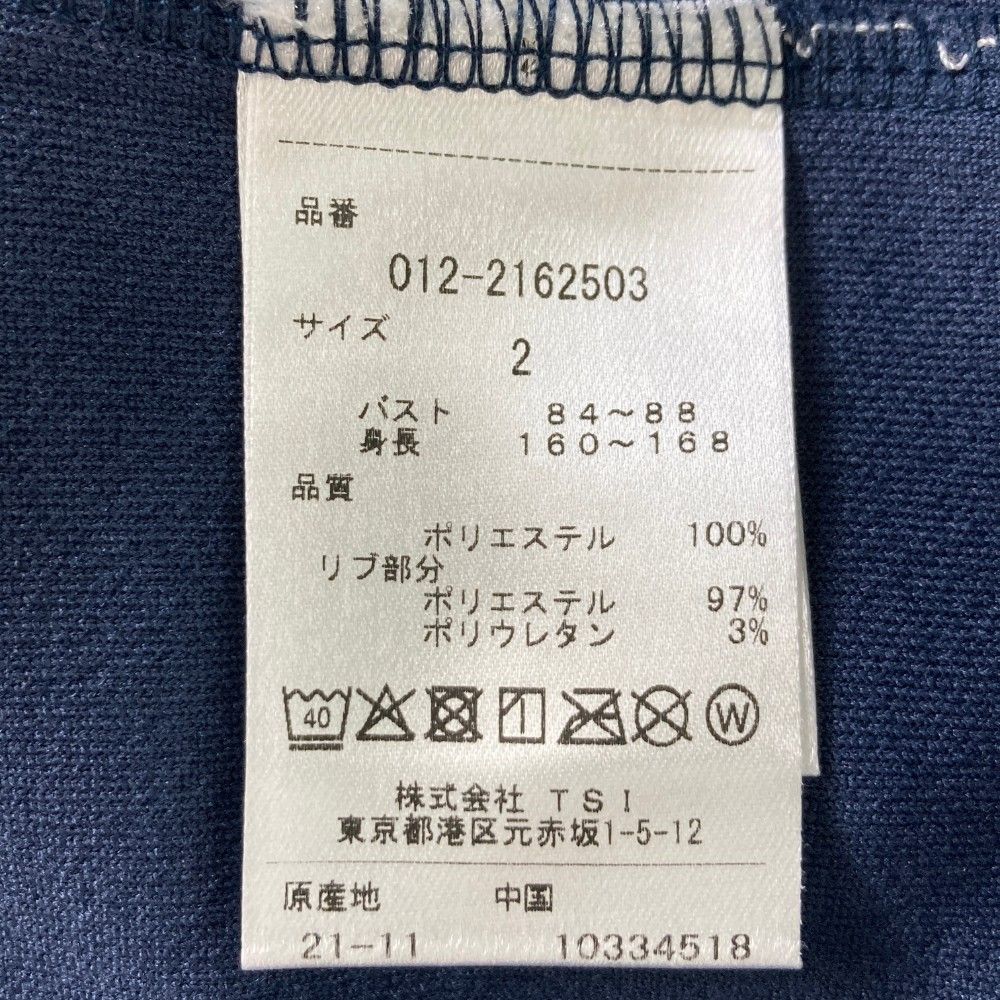 品番
012-2162503
サイズ
2
バスト 84～88
身長 160～168
品質
ポリエステル 100%
リブ部分
ポリエステル 97%
ポリウレタン 3%
40 W
株式会社 TSI
東京都港区元赤坂1-5-12
原産地 中国
21-11 10334518